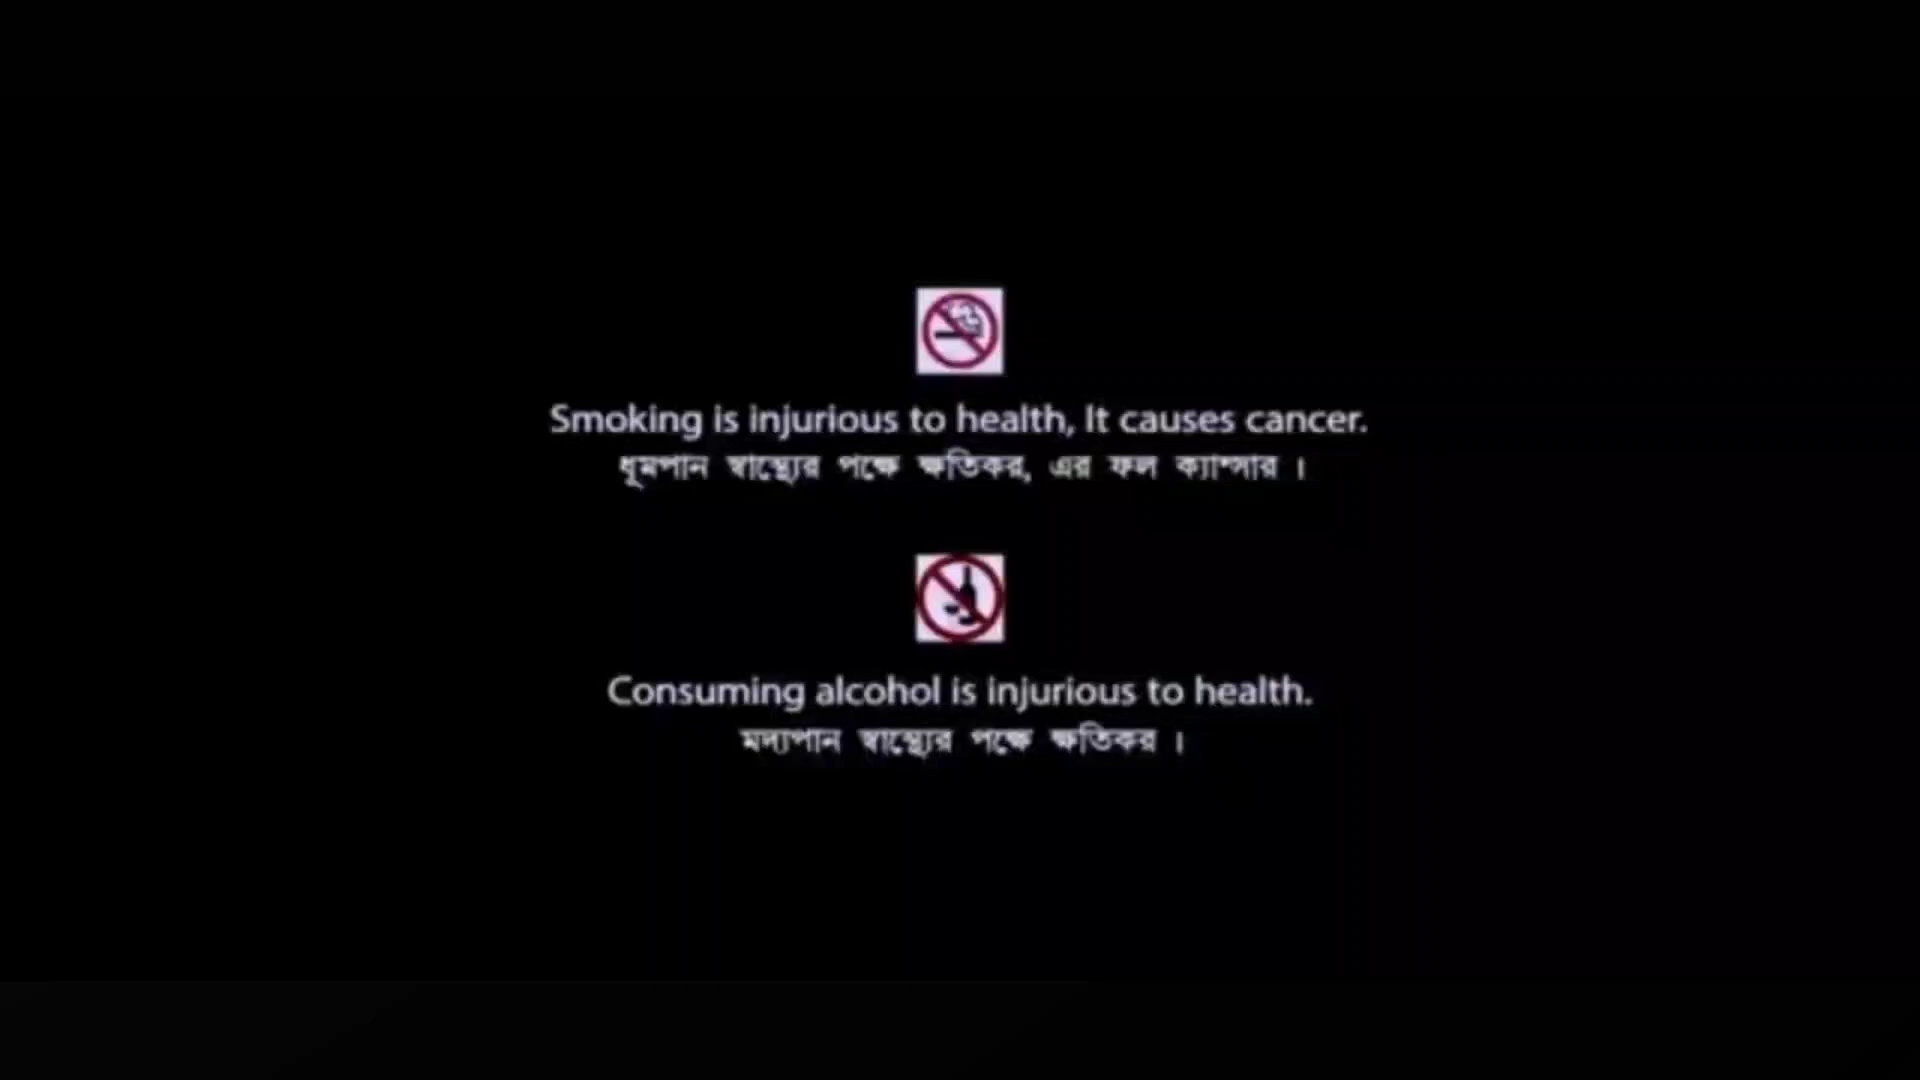 Smoking is injurious to health, It causes cancer.
ধূমপান স্বাস্থ্যের পক্ষে ক্ষতিকর, এর ফল ক্যান্সার ।
Consuming alcohol is injurious to health.
মদ্যপান স্বাস্থ্যের পক্ষে ক্ষতিকর ।